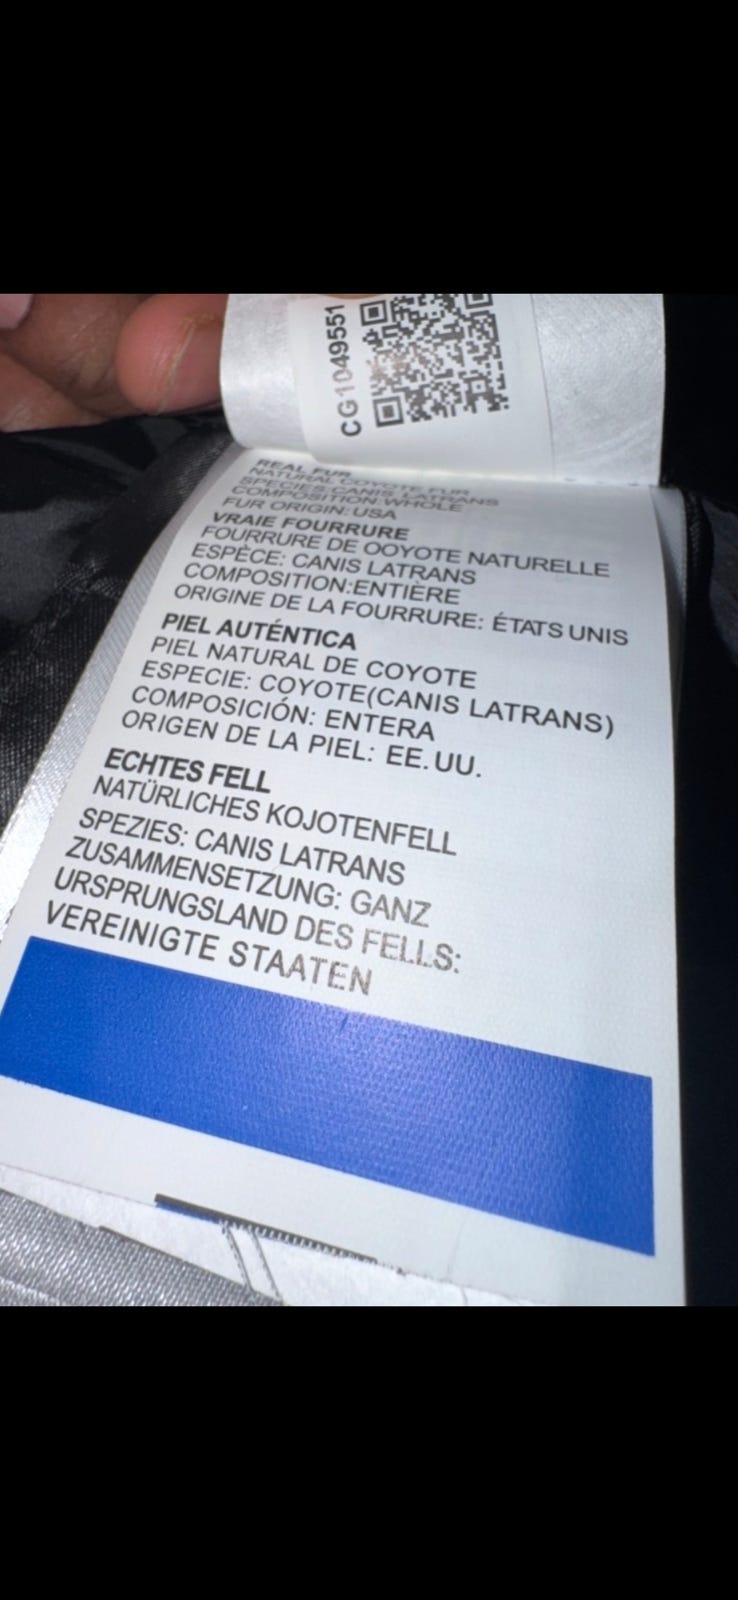 CG1049551
REAL FUR
NATURAL COYOTE FUR
SPECIES: CANIS LATRANS
COMPOSITION: WHOLE
FUR ORIGIN: USA
VRAIE FOURRURE
FOURRURE DE OOYOTE NATURELLE
ESPÈCE: CANIS LATRANS
COMPOSITION:ENTIÈRE
ORIGINE DE LA FOURRURE: ÉTATS UNIS
PIEL AUTÉNTICA
PIEL NATURAL DE COYOTE
ESPECIE: COYOTE(CANIS LATRANS)
COMPOSICIÓN: ENTERA
ORIGEN DE LA PIEL: EE.UU.
ECHTES FELL
NATÜRLICHES KOJOTENFELL
SPEZIES: CANIS LATRANS
ZUSAMMENSETZUNG: GANZ
URSPRUNGSLAND DES FELLS:
VEREINIGTE STAATEN